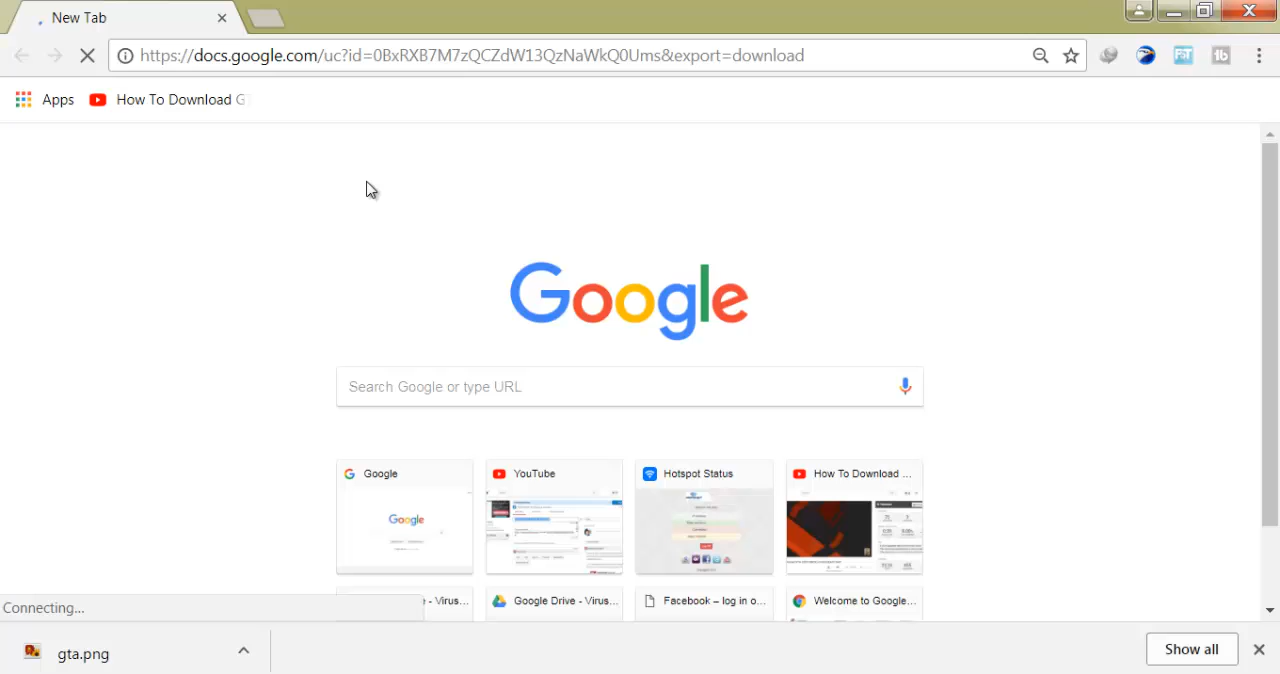 New Tab
https://docs.google.com/uc?id=0BxRXB7M7zQCZdW13QzNaWkQ0Ums&export=download
Apps
How To Download G
Google
Search Google or type URL
Google
YouTube
Hotspot Status
How To Download ...
Google
e - Virus...
Google Drive - Virus...
Facebook – log in o...
Welcome to Google...
Connecting...
gta.png
Show all